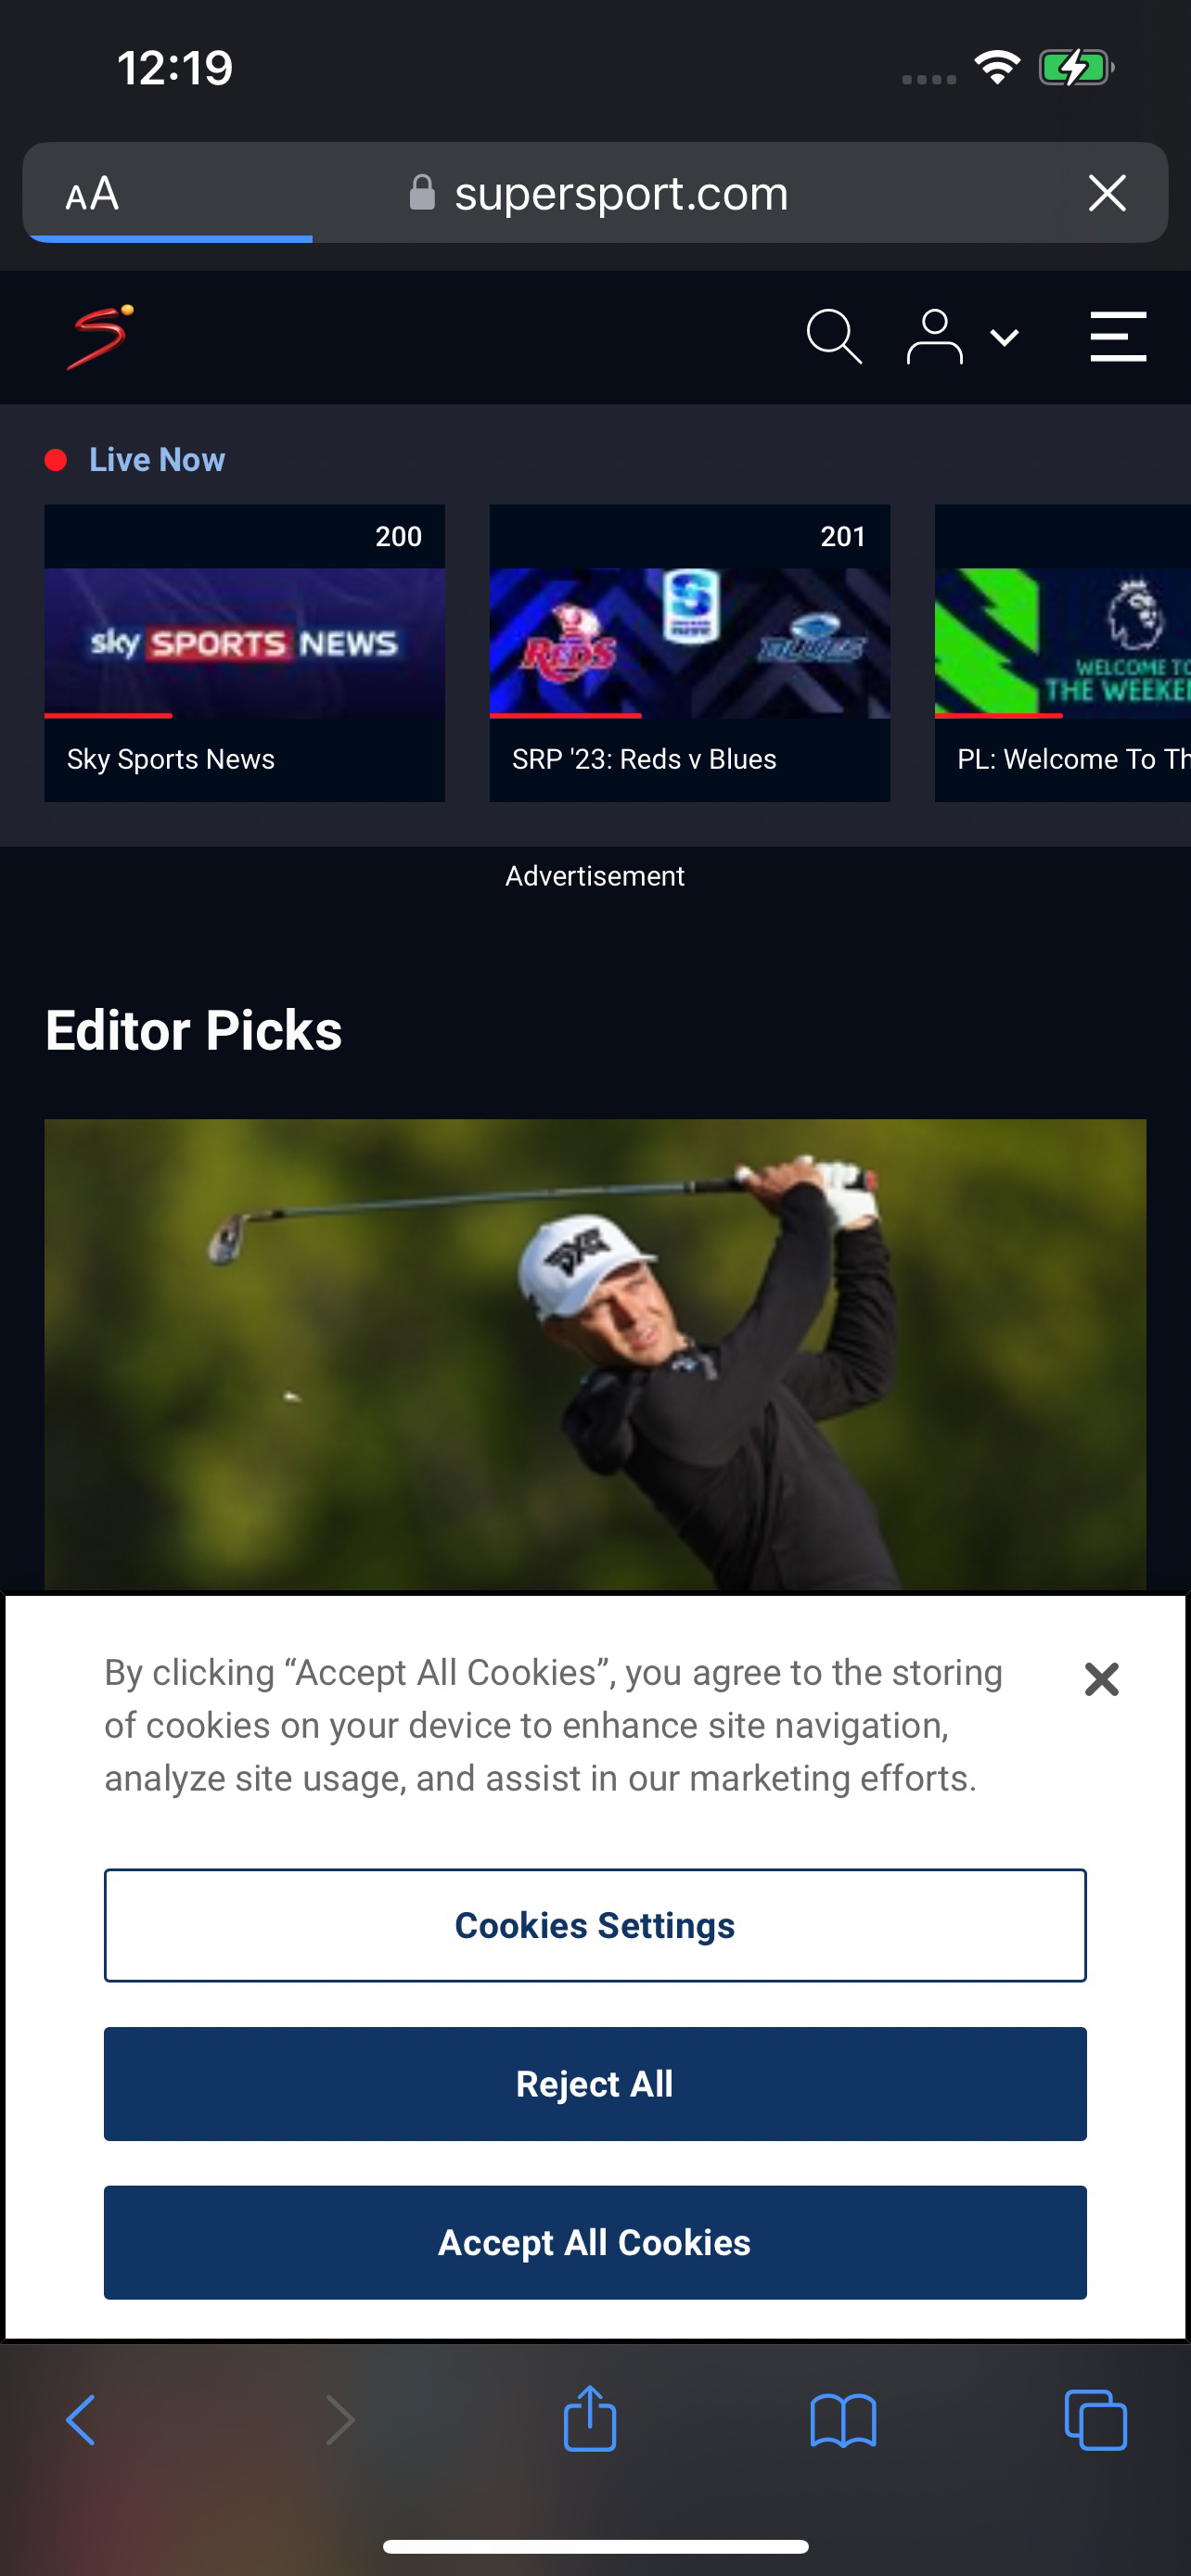 12:19
AA
supersport.com
Live Now
200
201
sky SPORTS NEWS
REDS
BLUES
WELCOME TO
THE WEEKE
Sky Sports News
SRP '23: Reds v Blues
PL: Welcome To Th
Advertisement
Editor Picks
PXG
By clicking “Accept All Cookies”, you agree to the storing
of cookies on your device to enhance site navigation,
analyze site usage, and assist in our marketing efforts.
Cookies Settings
Reject All
Accept All Cookies